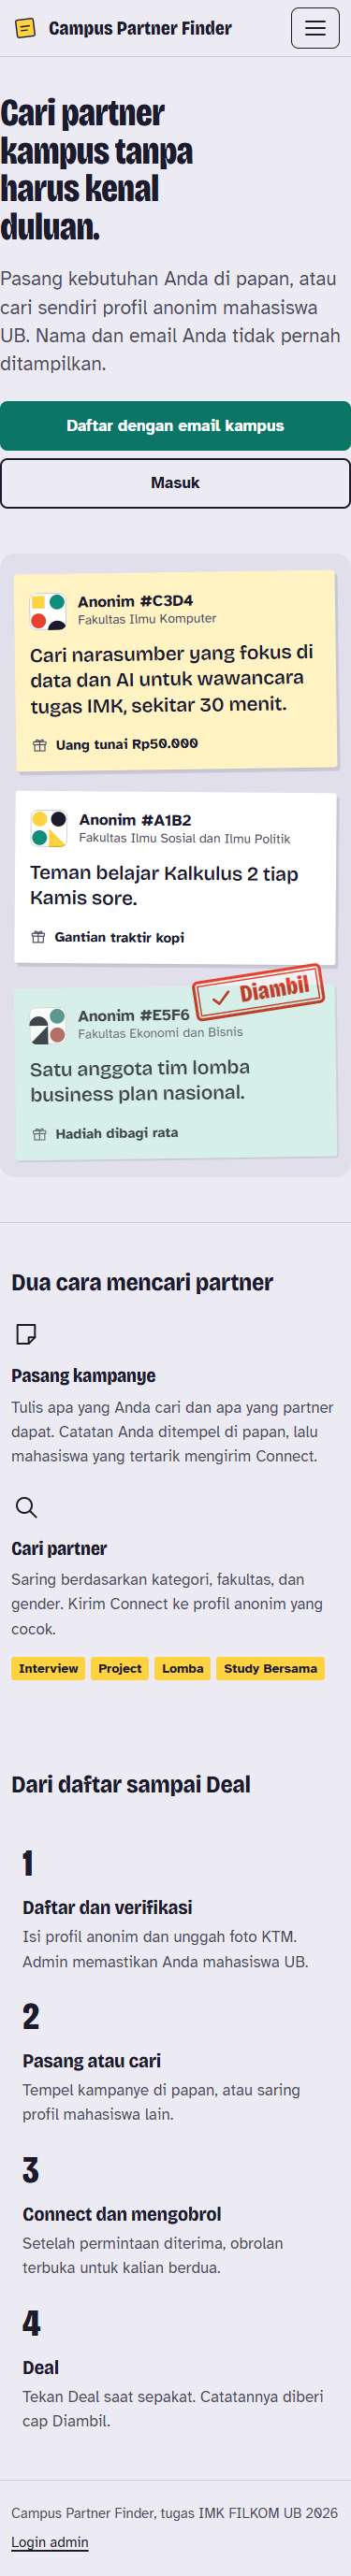 Campus Partner Finder
Cari partner
kampus tanpa
harus kenal
duluan.
Pasang kebutuhan Anda di papan, atau
cari sendiri profil anonim mahasiswa
UB. Nama dan email Anda tidak pernah
ditampilkan.
Daftar dengan email kampus
Masuk
Anonim #C3D4
Fakultas Ilmu Komputer
Cari narasumber yang fokus di
data dan AI untuk wawancara
tugas IMK, sekitar 30 menit.
Uang tunai Rp50.000
Anonim #A1B2
Fakultas Ilmu Sosial dan Ilmu Politik
Teman belajar Kalkulus 2 tiap
Kamis sore.
Gantian traktir kopi
Diambil
Anonim #E5F6
Fakultas Ekonomi dan Bisnis
Satu anggota tim lomba
business plan nasional.
Hadiah dibagi rata
Dua cara mencari partner
Pasang kampanye
Tulis apa yang Anda cari dan apa yang partner
dapat. Catatan Anda ditempel di papan, lalu
mahasiswa yang tertarik mengirim Connect.
Cari partner
Saring berdasarkan kategori, fakultas, dan
gender. Kirim Connect ke profil anonim yang
cocok.
Interview Project Lomba Study Bersama
Dari daftar sampai Deal
1
Daftar dan verifikasi
Isi profil anonim dan unggah foto KTM.
Admin memastikan Anda mahasiswa UB.
2
Pasang atau cari
Tempel kampanye di papan, atau saring
profil mahasiswa lain.
3
Connect dan mengobrol
Setelah permintaan diterima, obrolan
terbuka untuk kalian berdua.
4
Deal
Tekan Deal saat sepakat. Catatannya diberi
cap Diambil.
Campus Partner Finder, tugas IMK FILKOM UB 2026
Login admin